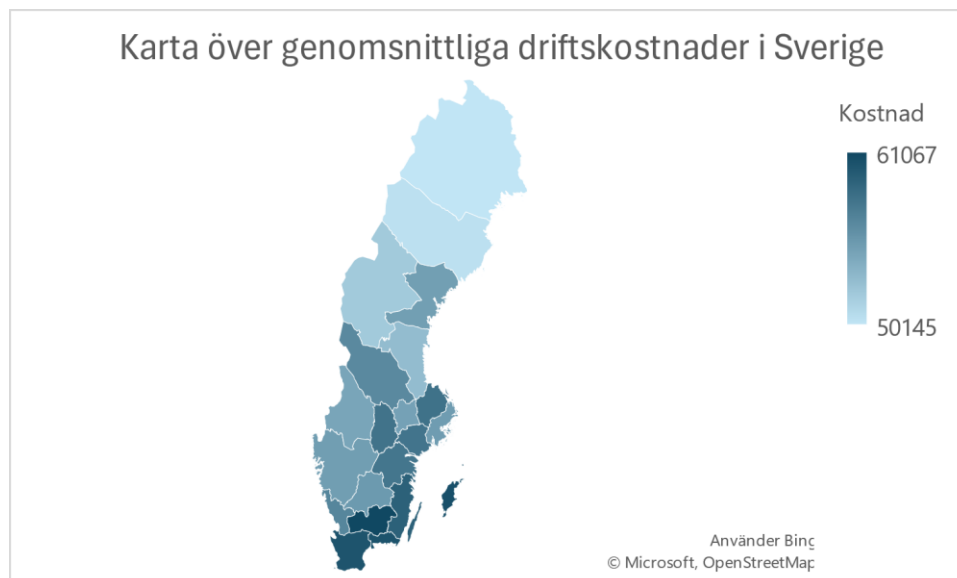 Karta över genomsnittliga driftskostnader i Sverige
Kostnad
61067
50145
Använder Bing
© Microsoft, OpenStreetMap